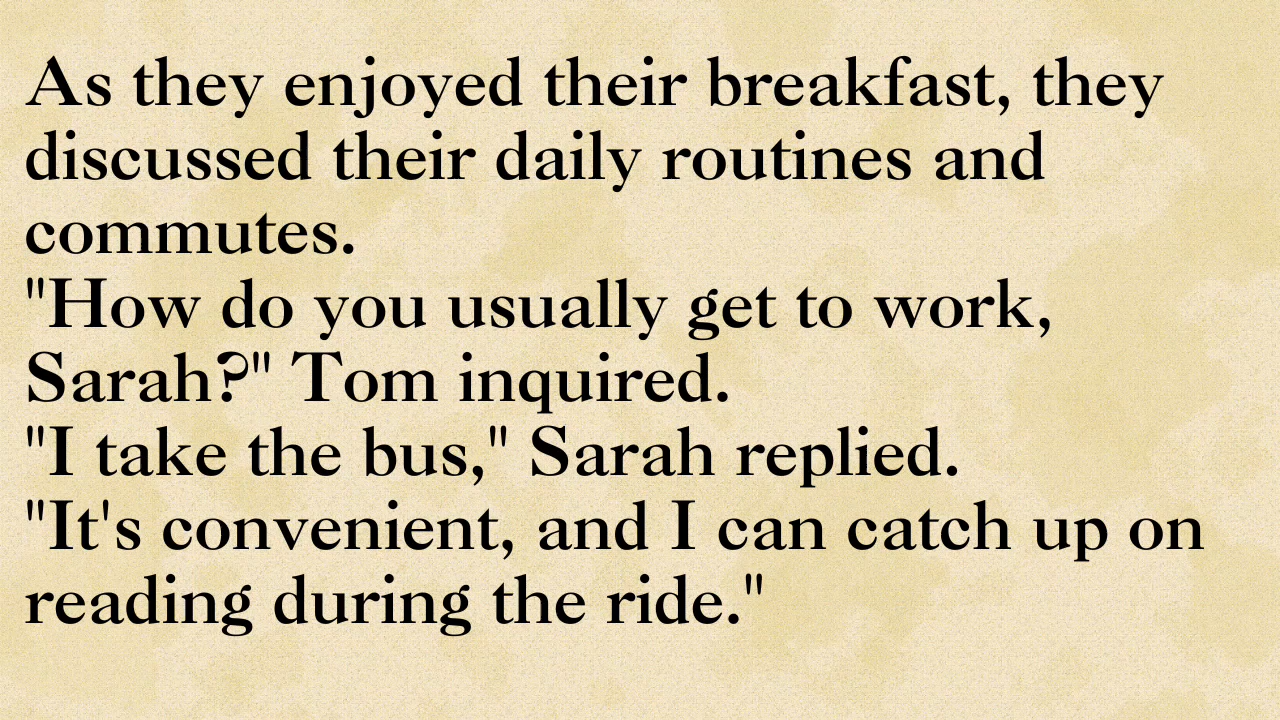 As they enjoyed their breakfast, they
discussed their daily routines and
commutes.
"How do you usually get to work,
Sarah?" Tom inquired.
"I take the bus," Sarah replied.
"It's convenient, and I can catch up on
reading during the ride."